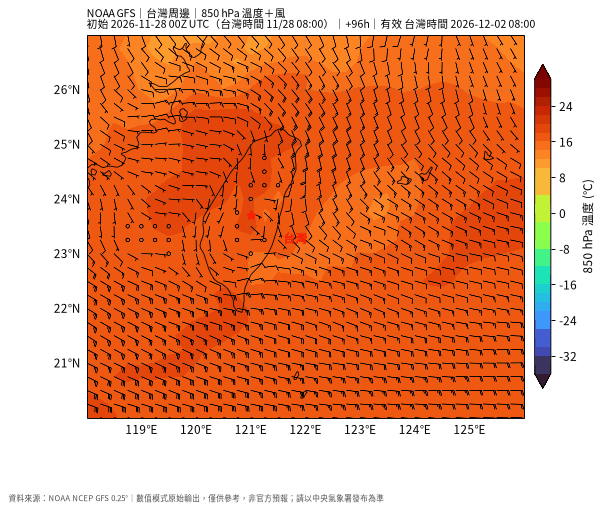 NOAA GFS｜台灣周邊｜850 hPa 溫度＋風
初始 2026-11-28 00Z UTC（台灣時間 11/28 08:00）｜+96h｜有效 台灣時間 2026-12-02 08:00
26°N
25°N
24°N
23°N
22°N
21°N
119°E 120°E 121°E 122°E 123°E 124°E 125°E
台灣
24
16
8
0
-8
-16
-24
-32
850 hPa 溫度 (°C)
資料來源：NOAA NCEP GFS 0.25°｜數值模式原始輸出，僅供參考，非官方預報；請以中央氣象署發布為準